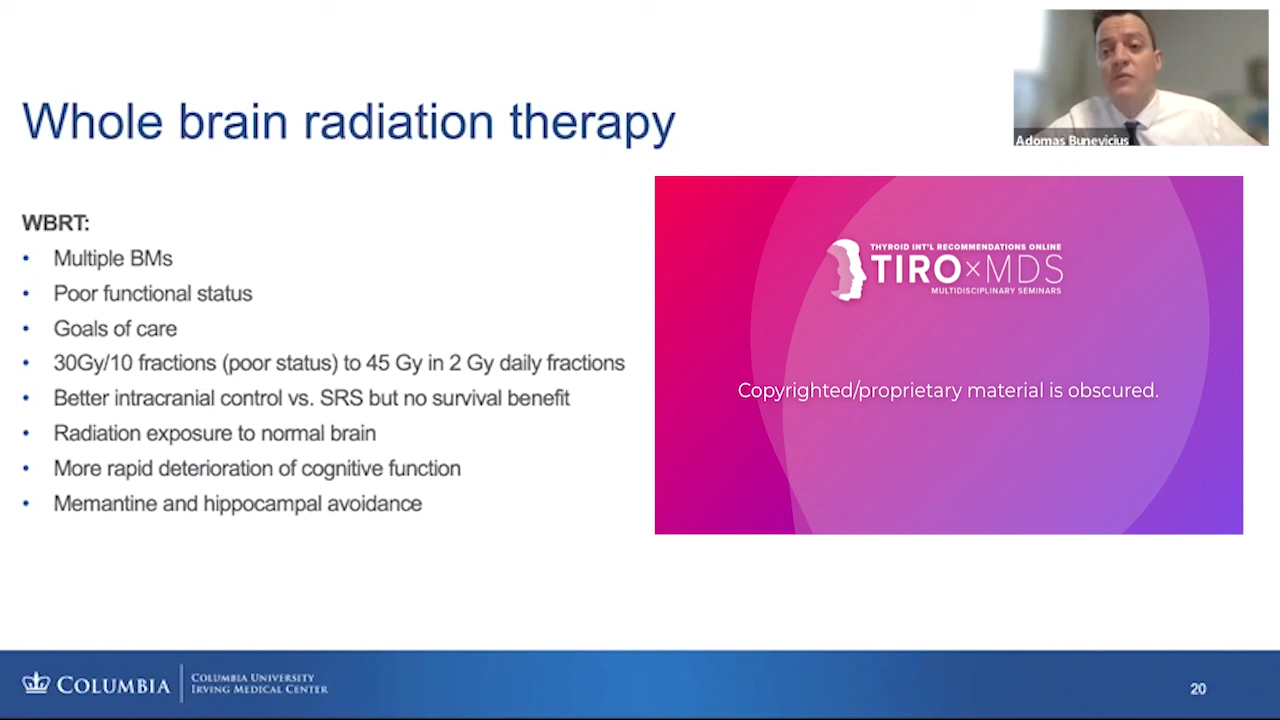 Whole brain radiation therapy
Adomas Bunevicius
WBRT:
• Multiple BMs
• Poor functional status
• Goals of care
• 30Gy/10 fractions (poor status) to 45 Gy in 2 Gy daily fractions
• Better intracranial control vs. SRS but no survival benefit
• Radiation exposure to normal brain
• More rapid deterioration of cognitive function
• Memantine and hippocampal avoidance
THYROID INT'L RECOMMENDATIONS ONLINE
TIRO×MDS
MULTIDISCIPLINARY SEMINARS
Copyrighted/proprietary material is obscured.
COLUMBIA
COLUMBIA UNIVERSITY
IRVING MEDICAL CENTER
20